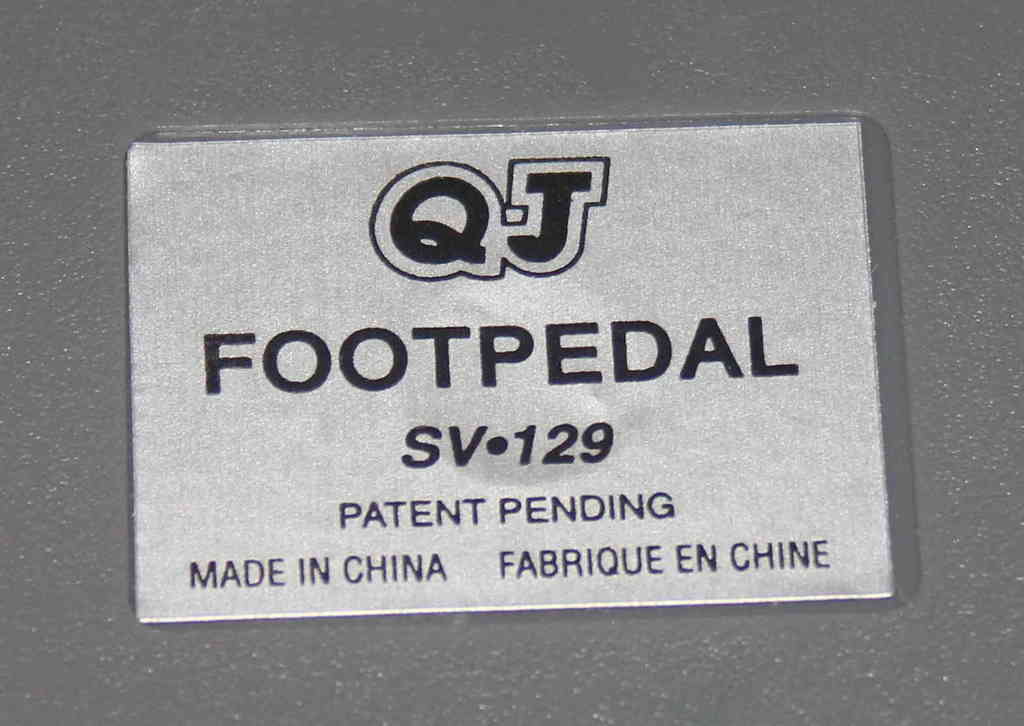 QJ
FOOTPEDAL
SV•129
PATENT PENDING
MADE IN CHINA FABRIQUE EN CHINE